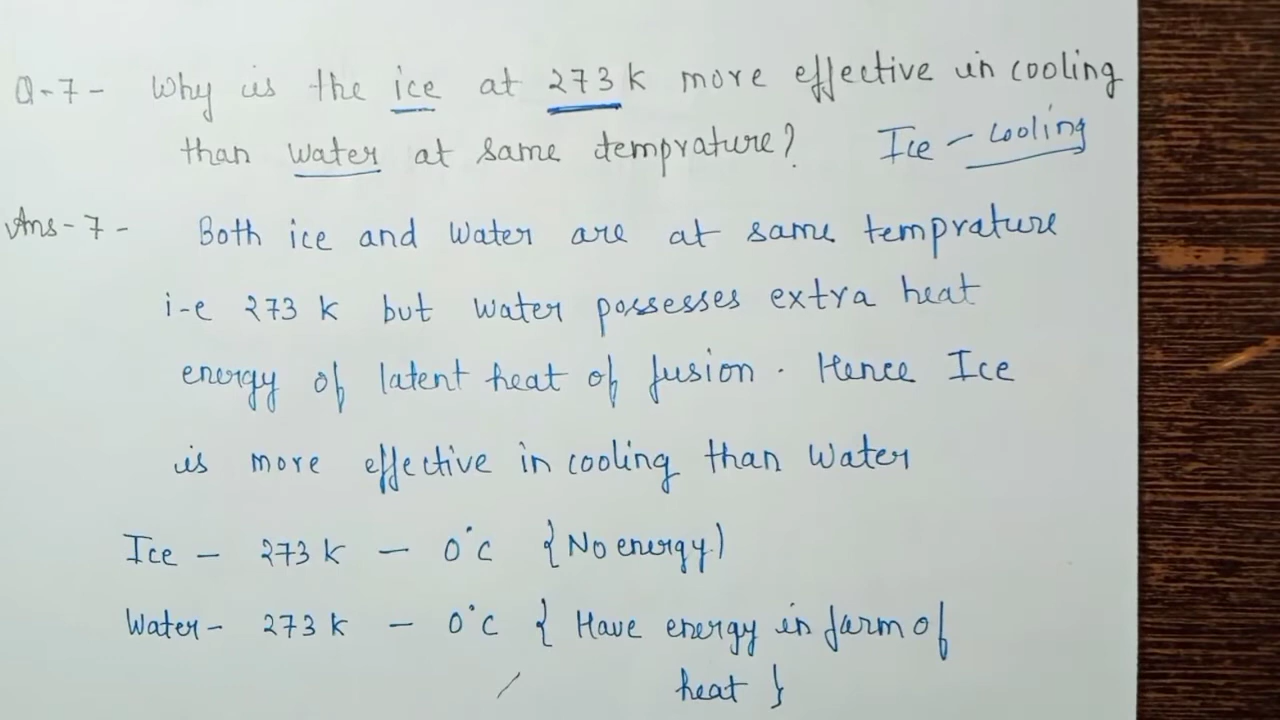 Q-7- Why is the ice at 273 k more effective in cooling
than water at same temprature? Ice - cooling
Ans-7- Both ice and water are at same temprature
i-e 273 k but water possesses extra heat
energy of latent heat of fusion. Hence Ice
is more effective in cooling than water
Ice - 273 k - 0°C {No energy)
Water - 273 k - 0°C { Have energy in farm of
heat }